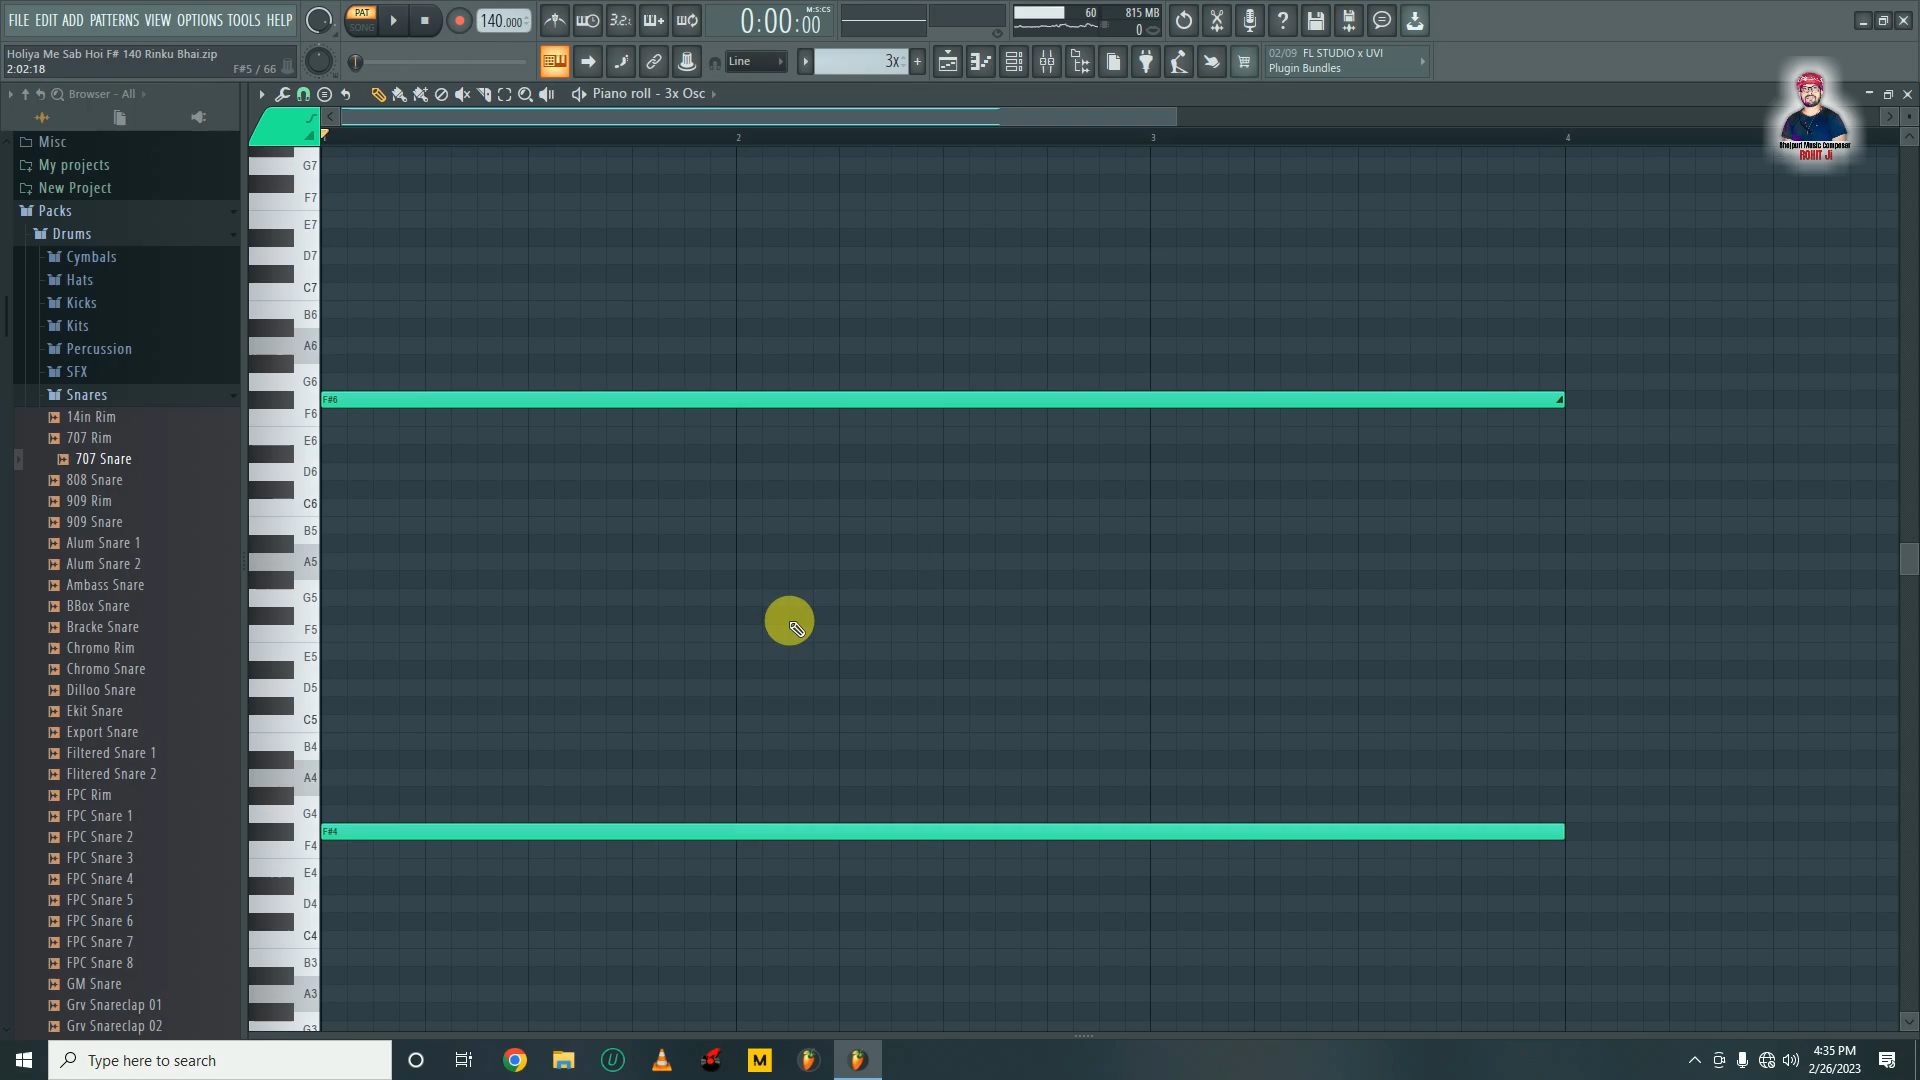 FILE EDIT ADD PATTERNS VIEW OPTIONS TOOLS HELP
PAT
SONG
140.000
3.2.
0:00:00
M:S:CS
60
815 MB
0
Holiya Me Sab Hoi F# 140 Rinku Bhai.zip
2:02:18
F#5 / 66
Line
3x
02/09 FL STUDIO x UVI
Plugin Bundles
Browser - All
Piano roll - 3x Osc
Bhojpuri Music Composer
ROHIT Ji
Misc
My projects
New Project
Packs
Drums
Cymbals
Hats
Kicks
Kits
Percussion
SFX
Snares
14in Rim
707 Rim
707 Snare
808 Snare
909 Rim
909 Snare
Alum Snare 1
Alum Snare 2
Ambass Snare
BBox Snare
Bracke Snare
Chromo Rim
Chromo Snare
Dilloo Snare
Ekit Snare
Export Snare
Filtered Snare 1
Flitered Snare 2
FPC Rim
FPC Snare 1
FPC Snare 2
FPC Snare 3
FPC Snare 4
FPC Snare 5
FPC Snare 6
FPC Snare 7
FPC Snare 8
GM Snare
Grv Snareclap 01
Grv Snareclap 02
2
3
4
G7
F7
E7
D7
C7
B6
A6
G6
F#6
F6
E6
D6
C6
B5
A5
G5
F5
E5
D5
C5
B4
A4
G4
F#4
F4
E4
D4
C4
B3
A3
G3
Type here to search
U
M
4:35 PM
2/26/2023